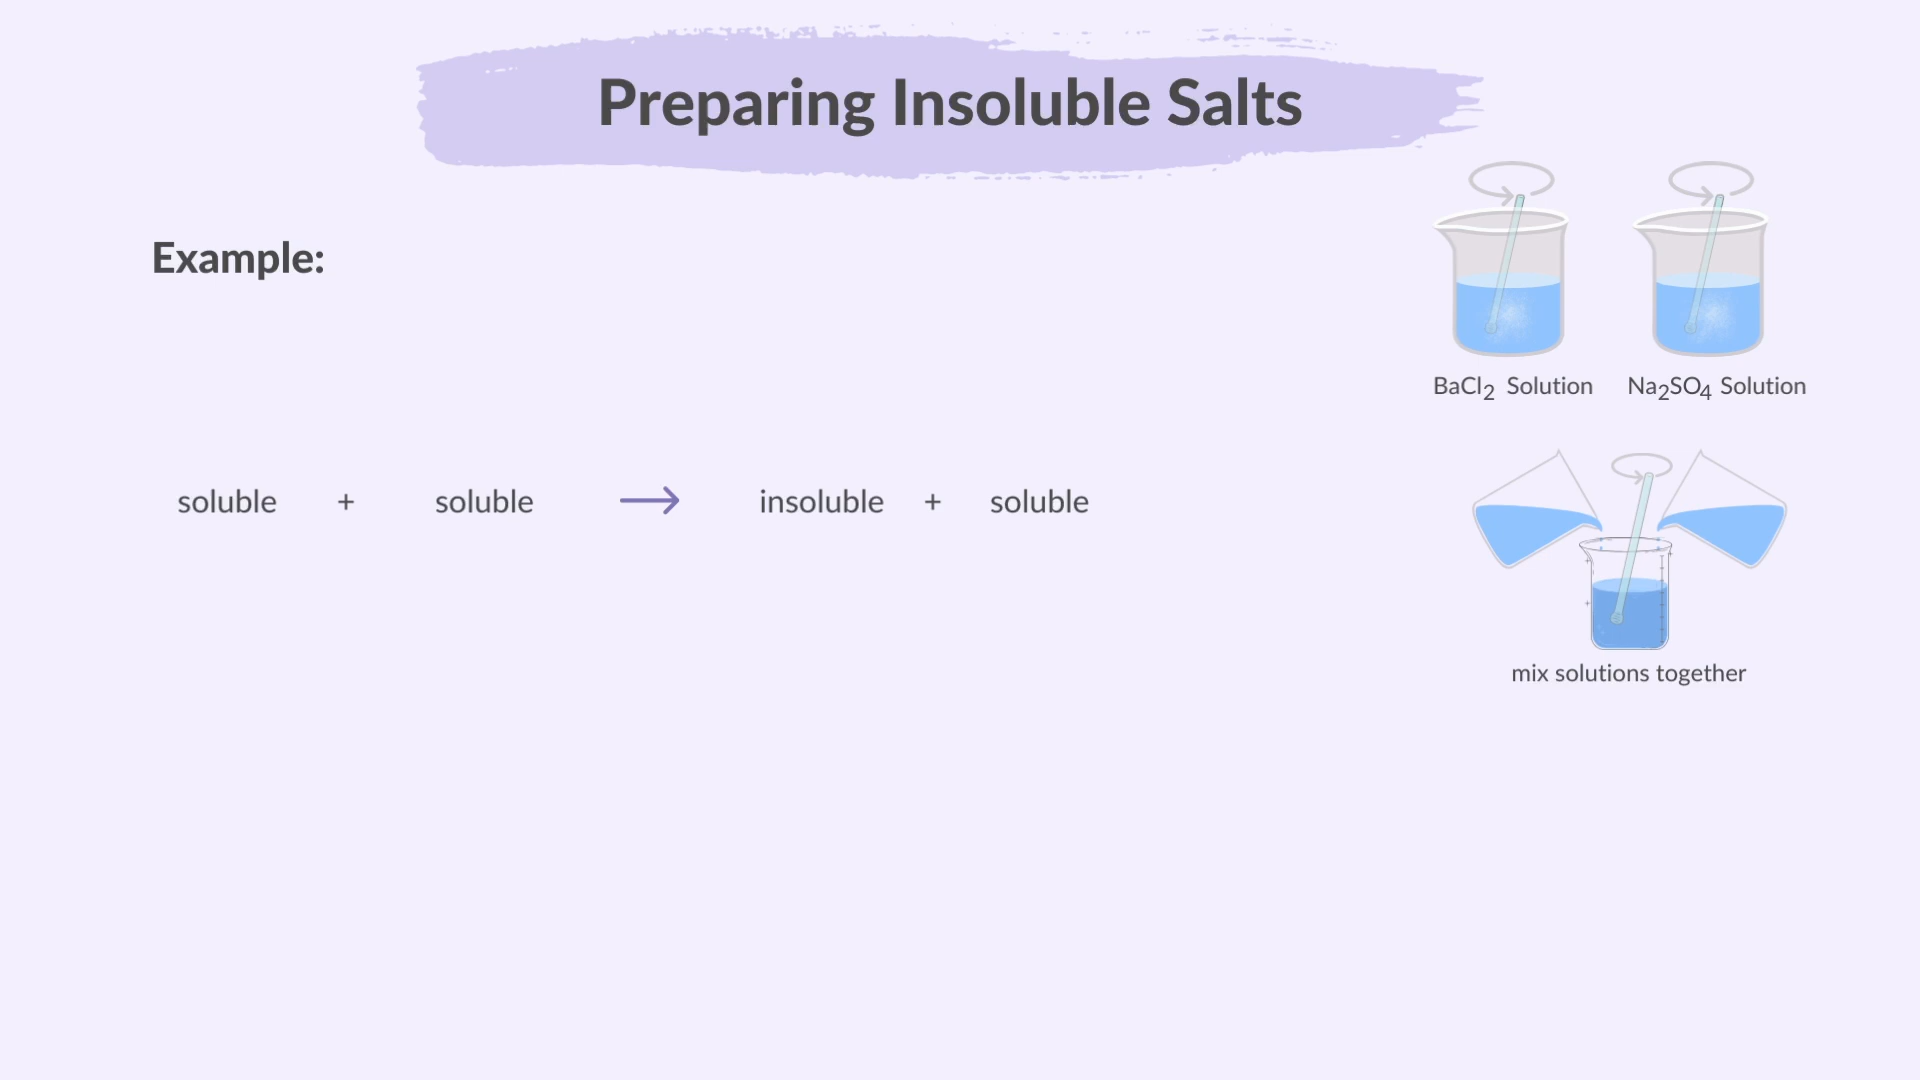 Preparing Insoluble Salts
Example:
BaCl₂ Solution
Na₂SO₄ Solution
soluble + soluble → insoluble + soluble
mix solutions together